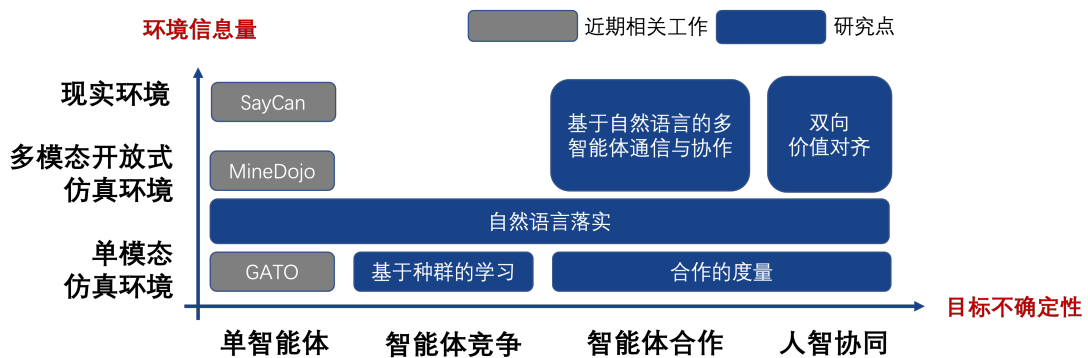 环境信息量
近期相关工作
研究点
现实环境
SayCan
基于自然语言的多
智能体通信与协作
双向
价值对齐
多模态开放式
仿真环境
MineDojo
自然语言落实
单模态
仿真环境
GATO
基于种群的学习
合作的度量
目标不确定性
单智能体
智能体竞争
智能体合作
人智协同